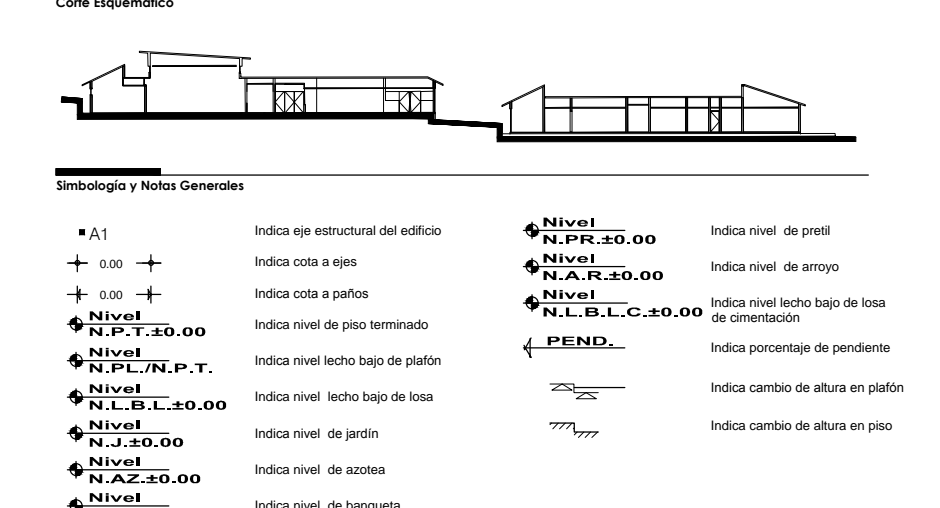 Corte Esquemático
Simbología y Notas Generales
A1
Indica eje estructural del edificio
0.00
Indica cota a ejes
0.00
Indica cota a paños
Nivel
N.P.T.±0.00
Indica nivel de piso terminado
Nivel
N.PL./N.P.T.
Indica nivel lecho bajo de plafón
Nivel
N.L.B.L.±0.00
Indica nivel lecho bajo de losa
Nivel
N.J.±0.00
Indica nivel de jardín
Nivel
N.AZ.±0.00
Indica nivel de azotea
Nivel
Indica nivel de banqueta
Nivel
N.PR.±0.00
Indica nivel de pretil
Nivel
N.A.R.±0.00
Indica nivel de arroyo
Nivel
N.L.B.L.C.±0.00
Indica nivel lecho bajo de losa
de cimentación
PEND.
Indica porcentaje de pendiente
Indica cambio de altura en plafón
Indica cambio de altura en piso